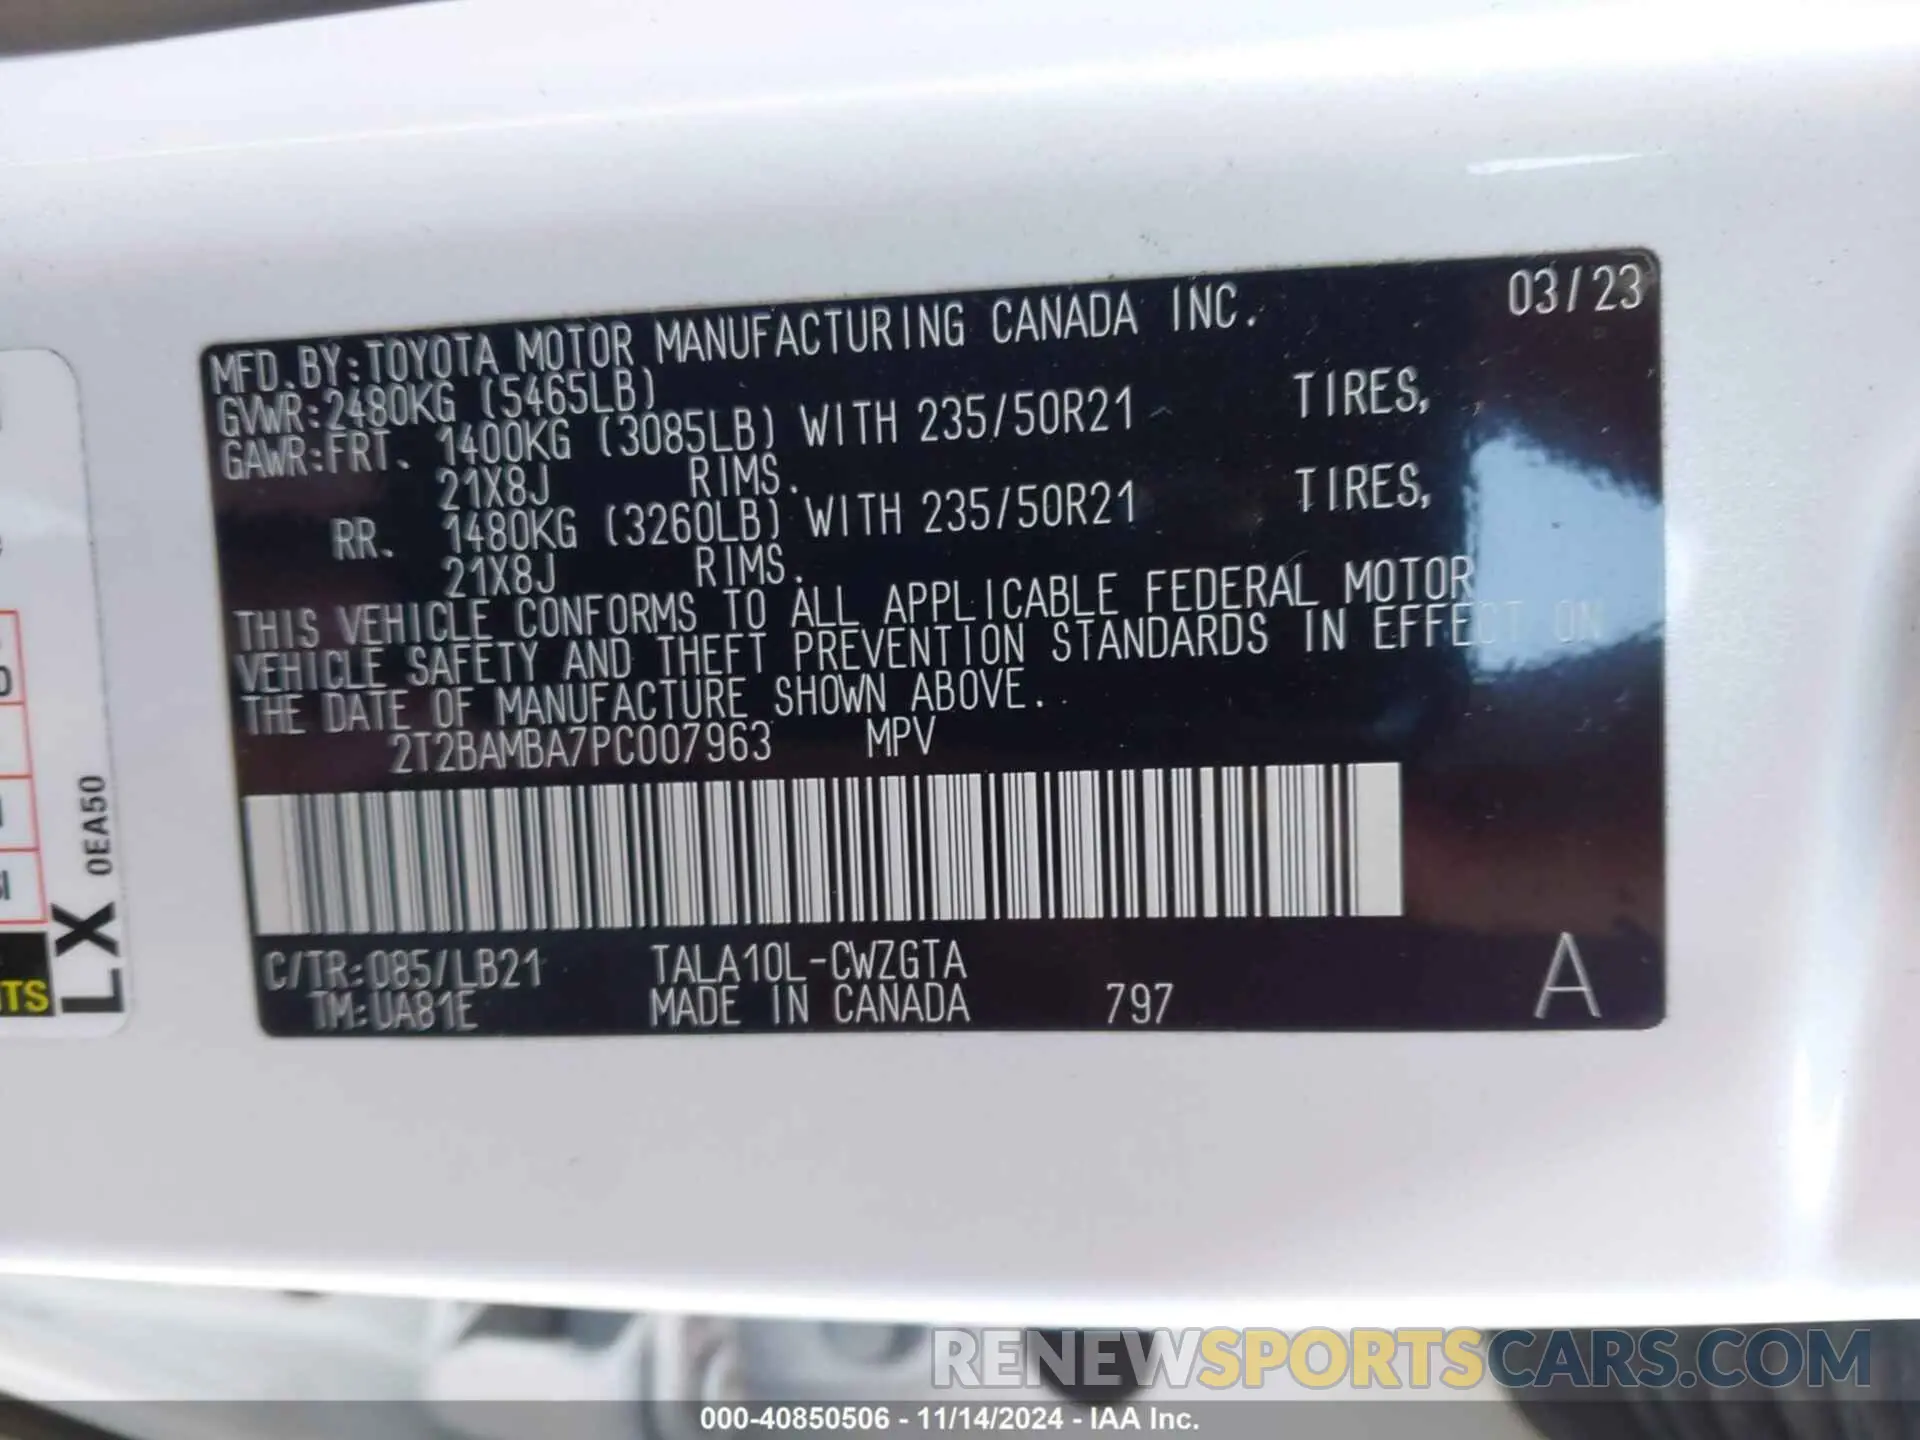 MFD.BY:TOYOTA MOTOR MANUFACTURING CANADA INC. 03/23
GVWR:2480KG (5465LB)
GAWR:FRT. 1400KG (3085LB) WITH 235/50R21 TIRES,
21X8J RIMS.
RR. 1480KG (3260LB) WITH 235/50R21 TIRES,
21X8J RIMS.
THIS VEHICLE CONFORMS TO ALL APPLICABLE FEDERAL MOTOR
VEHICLE SAFETY AND THEFT PREVENTION STANDARDS IN EFFECT ON
THE DATE OF MANUFACTURE SHOWN ABOVE.
2T2BAMBA7PC007963 MPV
C/TR:085/LB21 TALA10L-CWZGTA A
TM:UA81E MADE IN CANADA 797
LX 0EA50
RENEWSPORTSCARS.COM
000-40850506 - 11/14/2024 - IAA Inc.